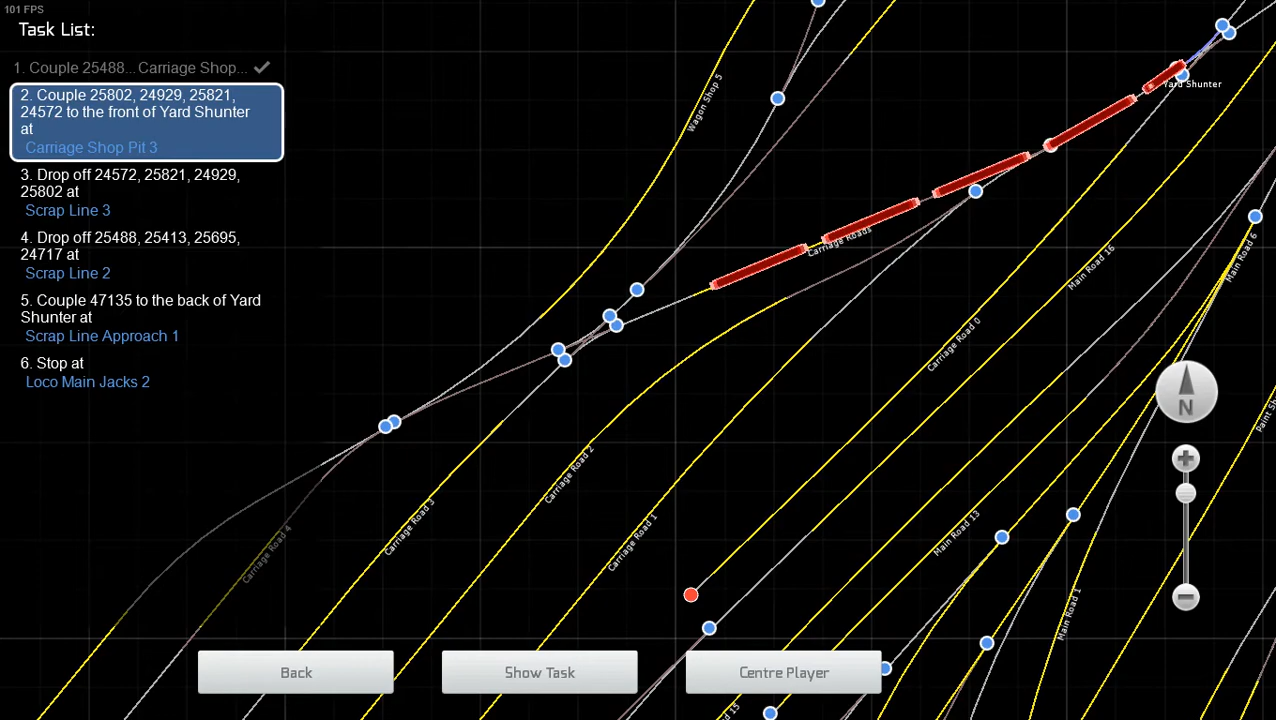 101 FPS
Task List:
1. Couple 25488...Carriage Shop...
2. Couple 25802, 24929, 25821,
24572 to the front of Yard Shunter
at
Carriage Shop Pit 3
3. Drop off 24572, 25821, 24929,
25802 at
Scrap Line 3
4. Drop off 25488, 25413, 25695,
24717 at
Scrap Line 2
5. Couple 47135 to the back of Yard
Shunter at
Scrap Line Approach 1
6. Stop at
Loco Main Jacks 2
Wagon Shop 5
Yard Shunter
Carriage Roads
Main Road 16
Main Road 6
Carriage Road 0
Carriage Road 2
Carriage Road 3
Carriage Road 1
Carriage Road 4
Main Road 13
Main Road 1
Paint Sh
15
N
Back
Show Task
Centre Player